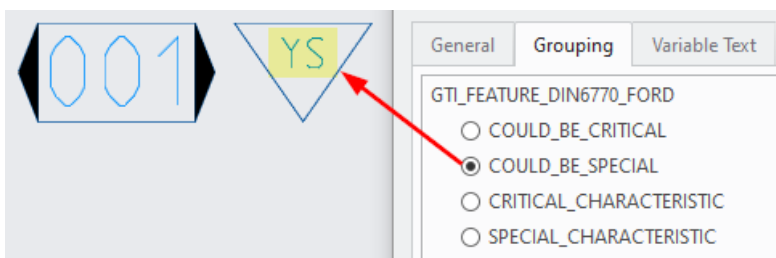 001 YS
General Grouping Variable Text
GTI_FEATURE_DIN6770_FORD
COULD_BE_CRITICAL
COULD_BE_SPECIAL
CRITICAL_CHARACTERISTIC
SPECIAL_CHARACTERISTIC